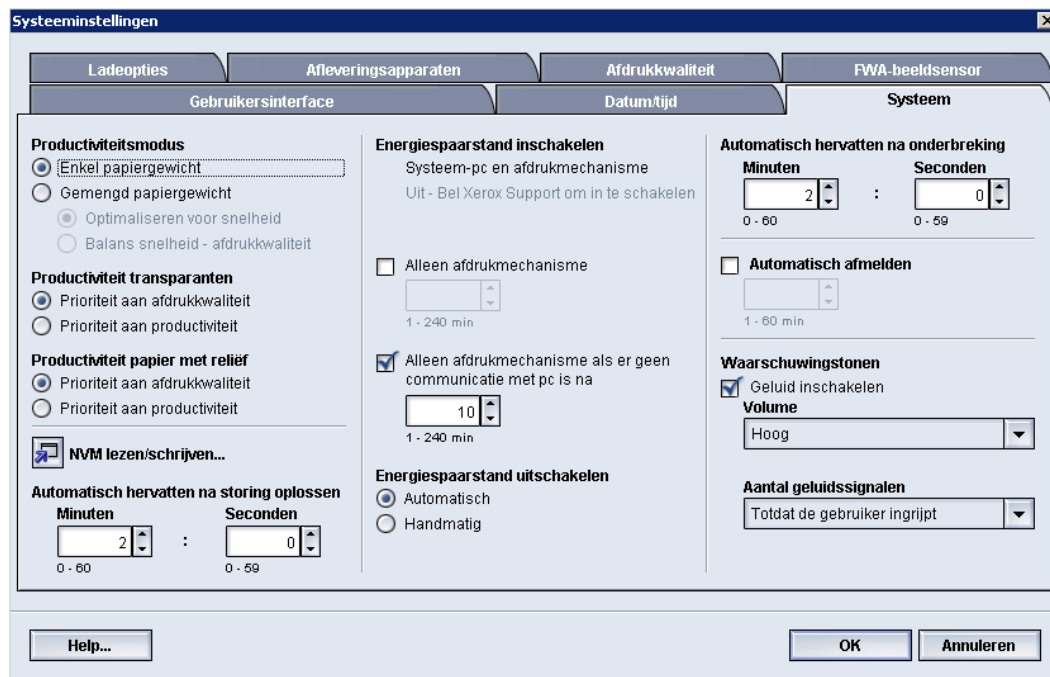 Systeeminstellingen
Ladeopties
Afleveringsapparaten
Afdrukkwaliteit
FWA-beeldsensor
Gebruikersinterface
Datum/tijd
Systeem
Productiviteitsmodus
Enkel papiergewicht
Gemengd papiergewicht
Optimaliseren voor snelheid
Balans snelheid - afdrukkwaliteit
Productiviteit transparanten
Prioriteit aan afdrukkwaliteit
Prioriteit aan productiviteit
Productiviteit papier met reliëf
Prioriteit aan afdrukkwaliteit
Prioriteit aan productiviteit
NVM lezen/schrijven...
Automatisch hervatten na storing oplossen
Minuten Seconden
2 : 0
0 - 60 0 - 59
Energiespaarstand inschakelen
Systeem-pc en afdrukmechanisme
Uit - Bel Xerox Support om in te schakelen
Alleen afdrukmechanisme
1 - 240 min
Alleen afdrukmechanisme als er geen
communicatie met pc is na
10
1 - 240 min
Energiespaarstand uitschakelen
Automatisch
Handmatig
Automatisch hervatten na onderbreking
Minuten Seconden
2 : 0
0 - 60 0 - 59
Automatisch afmelden
1 - 60 min
Waarschuwingstonen
Geluid inschakelen
Volume
Hoog
Aantal geluidssignalen
Totdat de gebruiker ingrijpt
Help...
OK
Annuleren